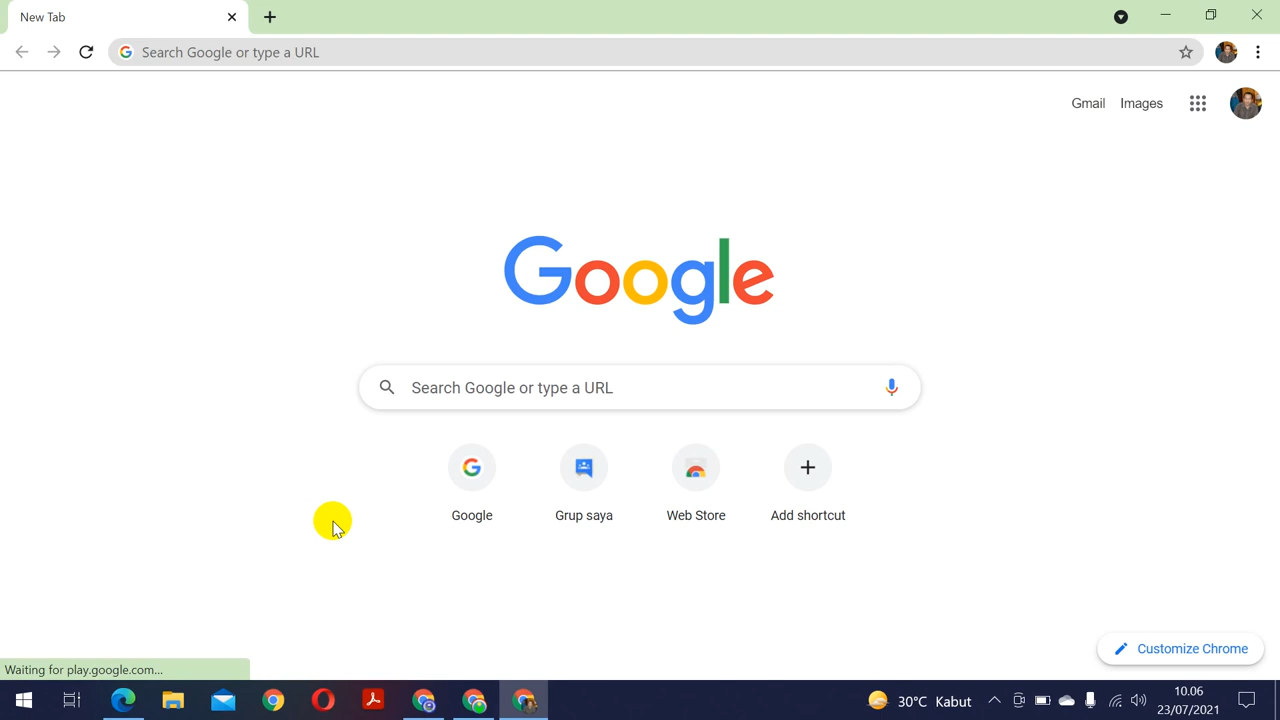 New Tab
Search Google or type a URL
Gmail Images
Google
Search Google or type a URL
Google Grup saya Web Store Add shortcut
Customize Chrome
Waiting for play.google.com...
30°C Kabut
10.06
23/07/2021